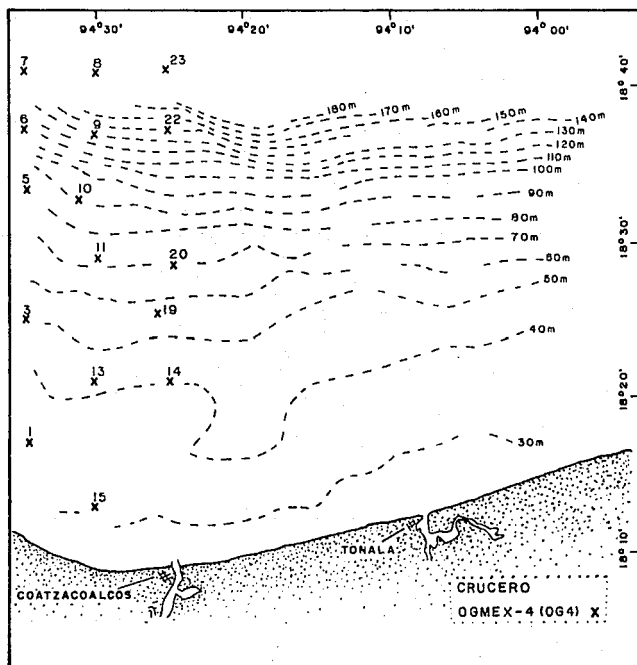 94°30' 94°20' 94°10' 94°00'
7 8 23
18°40'
180m 170m 160m 150m 140m
6 9 22
130m
120m
110m
100m
5 10
90m
80m
18°30'
11 20
70m
60m
50m
3 19
40m
13 14
18°20'
1
30m
15
TONALA
18°10'
COATZACOALCOS
CRUCERO
OGMEX-4 (OG4) X